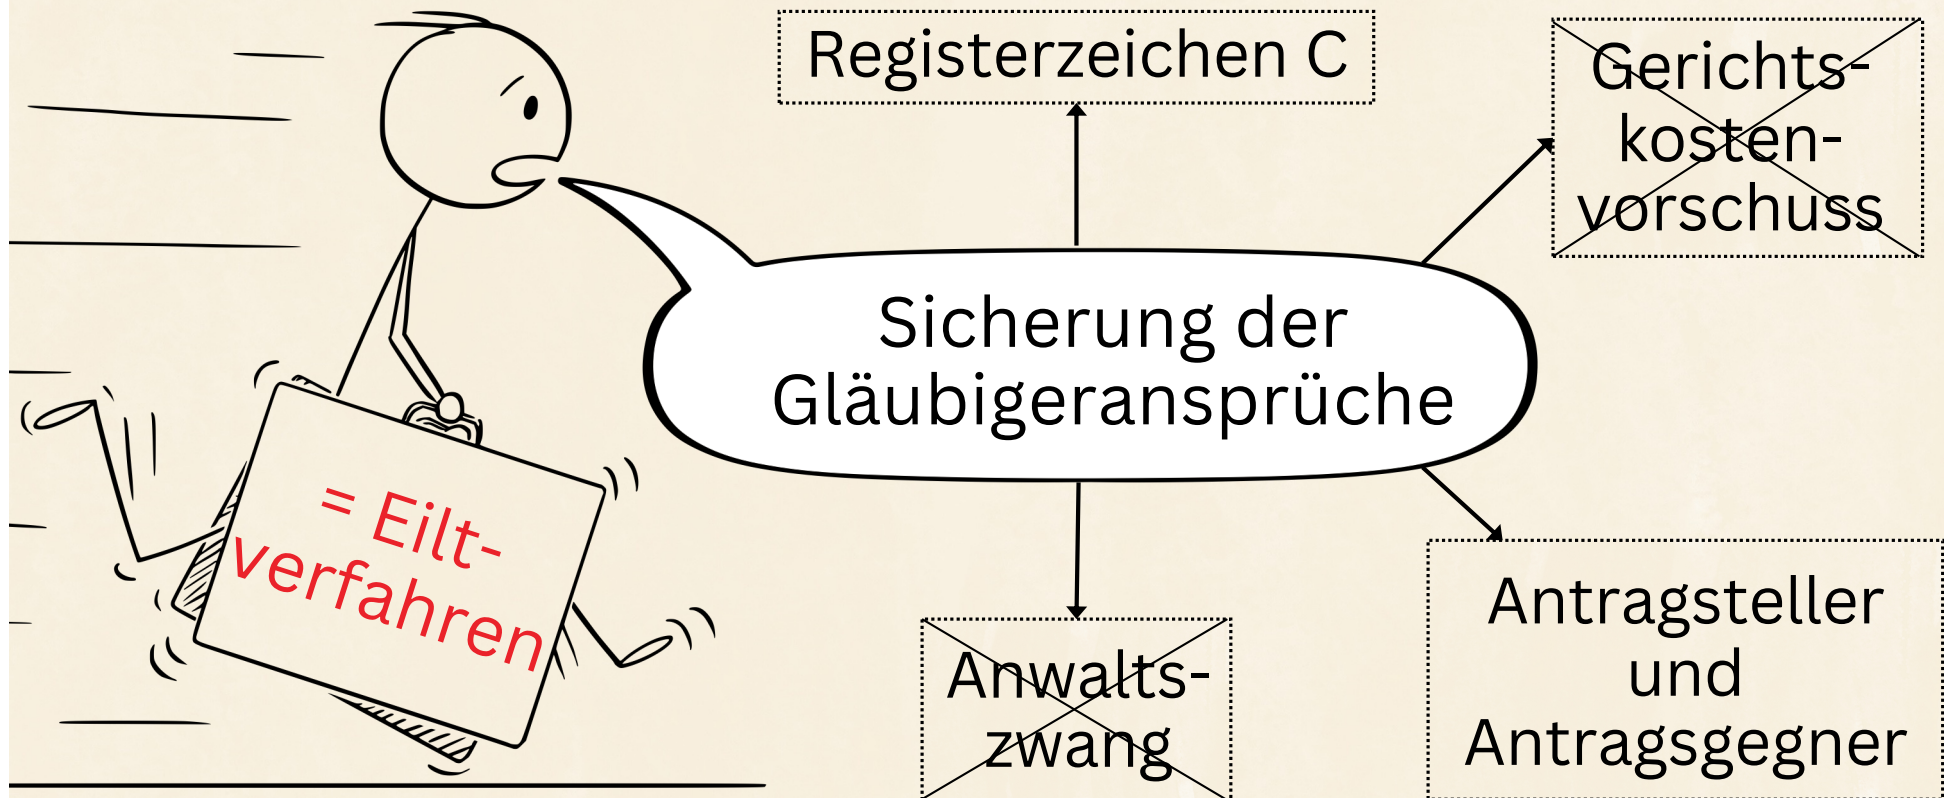 Registerzeichen C
Gerichts-
kosten-
vorschuss
Sicherung der
Gläubigeransprüche
= Eilt-
verfahren
Anwalts-
zwang
Antragsteller
und
Antragsgegner